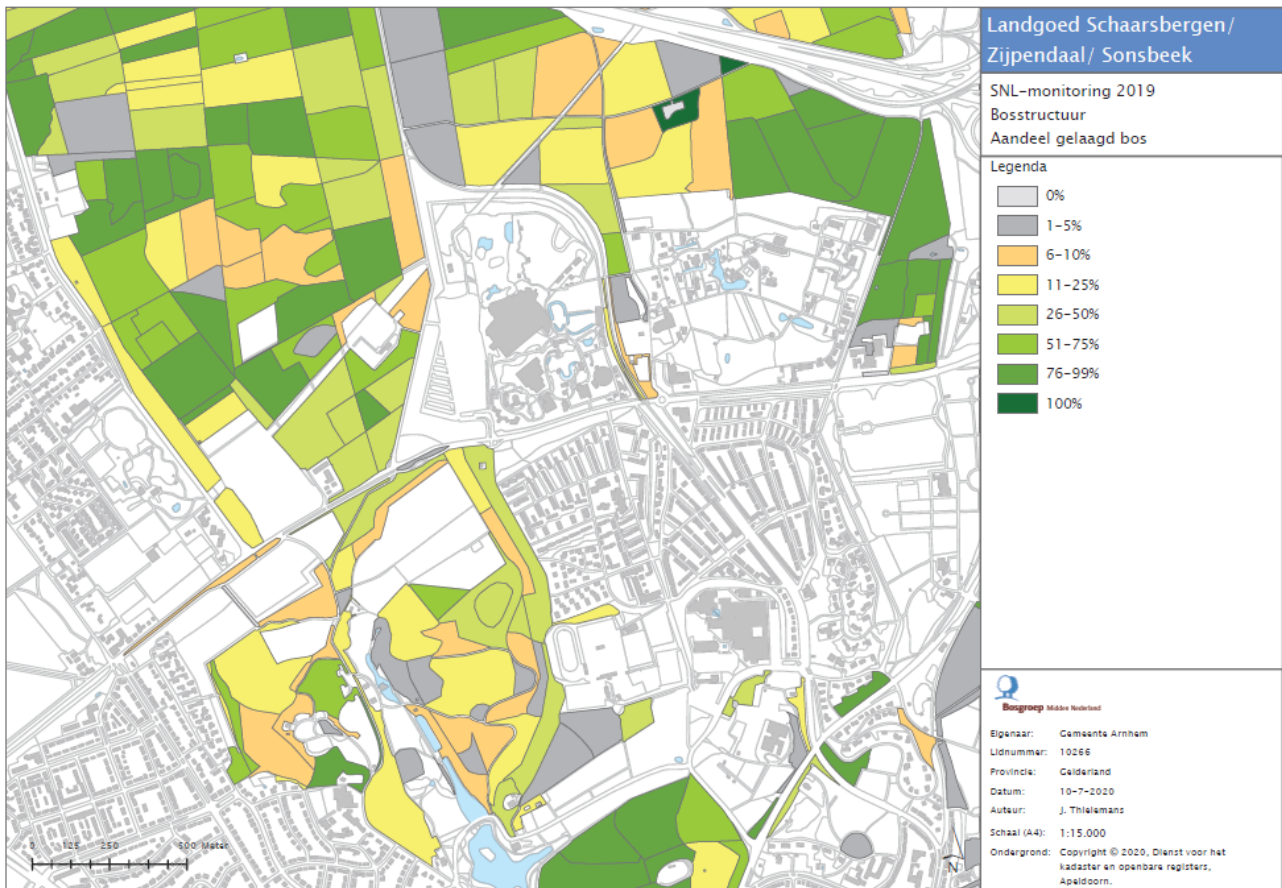 Landgoed Schaarsbergen/
Zijpendaal/ Sonsbeek
SNL-monitoring 2019
Bosstructuur
Aandeel gelaagd bos
Legenda
0%
1-5%
6-10%
11-25%
26-50%
51-75%
76-99%
100%
Bosgroep Midden Nederland
Eigenaar: Gemeente Arnhem
Lidnummer: 10266
Provincie: Gelderland
Datum: 10-7-2020
Auteur: J. Thielemans
Schaal (A4): 1:15.000
Ondergrond: Copyright © 2020, Dienst voor het
kadaster en openbare registers,
Apeldoorn.
0 125 250 500 Meter
N